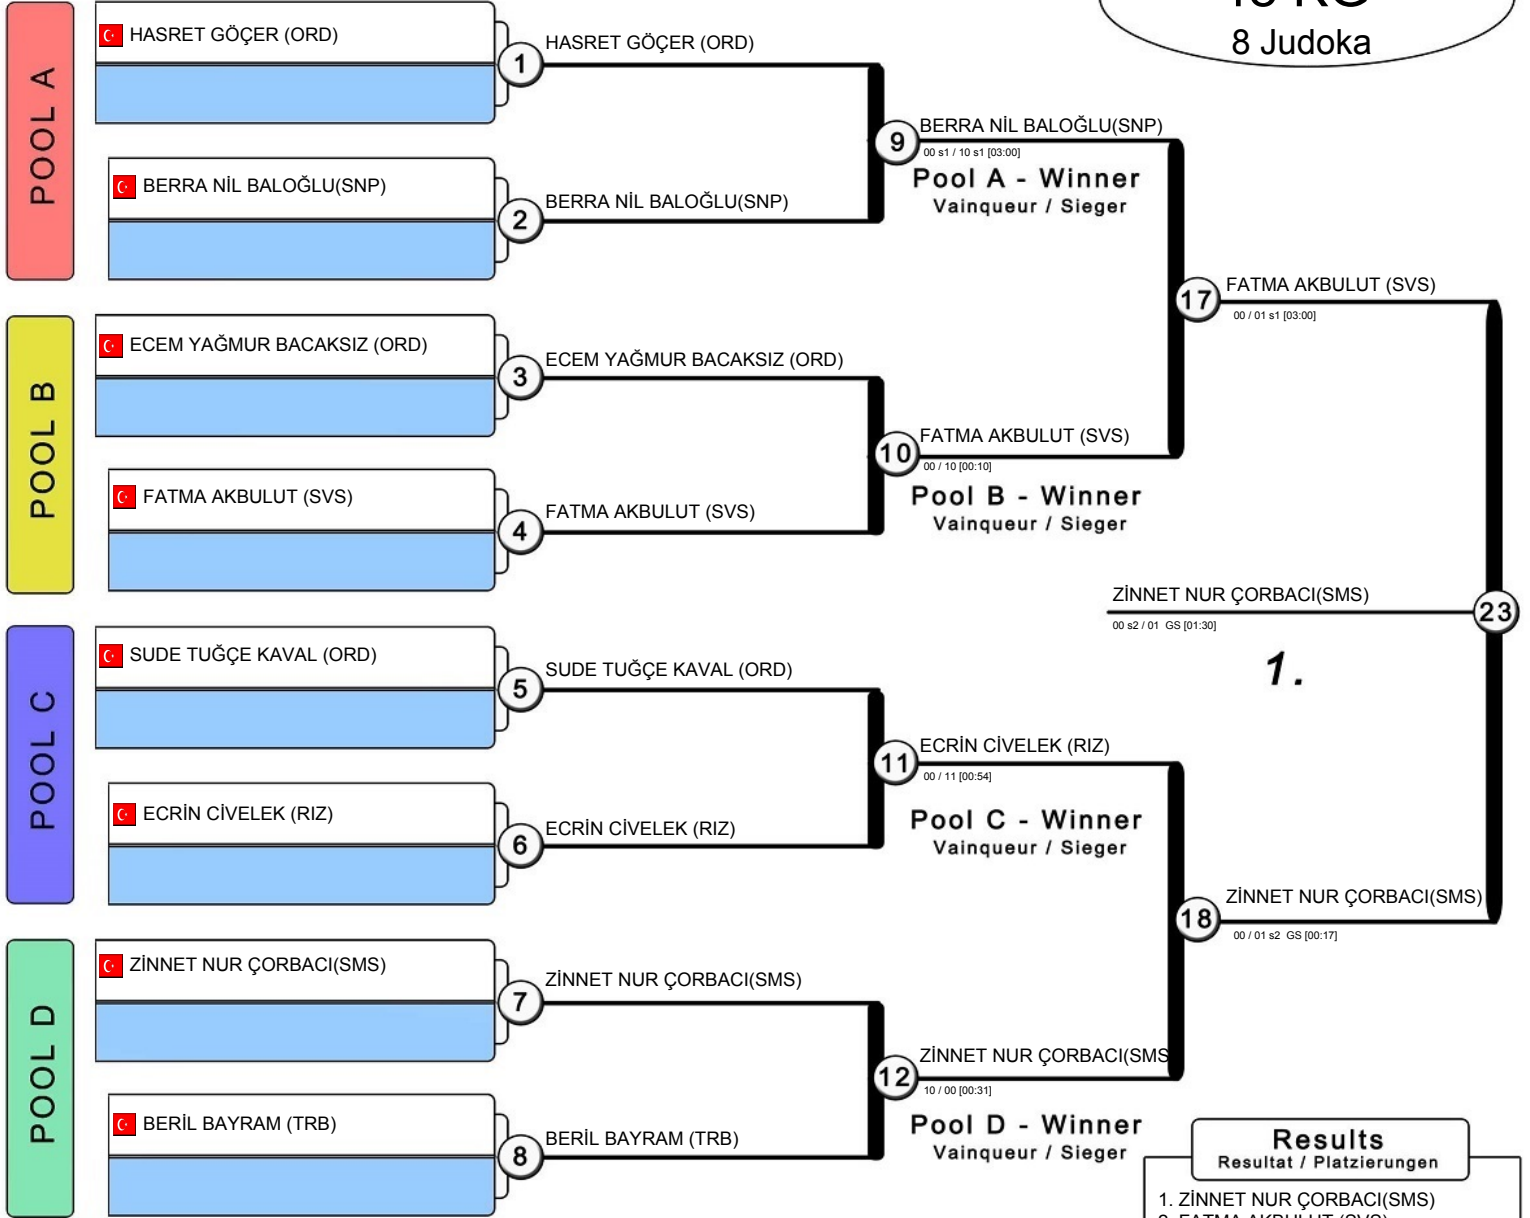 8 Judoka
POOL A
HASRET GÖÇER (ORD)
1
HASRET GÖÇER (ORD)
BERRA NİL BALOĞLU(SNP)
2
BERRA NİL BALOĞLU(SNP)
9
BERRA NİL BALOĞLU(SNP)
00 s1 / 10 s1 [03:00]
Pool A - Winner
Vainqueur / Sieger
POOL B
ECEM YAĞMUR BACAKSIZ (ORD)
3
ECEM YAĞMUR BACAKSIZ (ORD)
FATMA AKBULUT (SVS)
4
FATMA AKBULUT (SVS)
10
FATMA AKBULUT (SVS)
00 / 10 [00:10]
Pool B - Winner
Vainqueur / Sieger
17
FATMA AKBULUT (SVS)
00 / 01 s1 [03:00]
ZİNNET NUR ÇORBACI(SMS)
23
00 s2 / 01 GS [01:30]
1.
POOL C
SUDE TUĞÇE KAVAL (ORD)
5
SUDE TUĞÇE KAVAL (ORD)
ECRİN CİVELEK (RIZ)
6
ECRİN CİVELEK (RIZ)
11
ECRİN CİVELEK (RIZ)
00 / 11 [00:54]
Pool C - Winner
Vainqueur / Sieger
18
ZİNNET NUR ÇORBACI(SMS)
00 / 01 s2 GS [00:17]
POOL D
ZİNNET NUR ÇORBACI(SMS)
7
ZİNNET NUR ÇORBACI(SMS)
BERİL BAYRAM (TRB)
8
BERİL BAYRAM (TRB)
12
ZİNNET NUR ÇORBACI(SMS
10 / 00 [00:31]
Pool D - Winner
Vainqueur / Sieger
Results
Resultat / Platzierungen
1. ZİNNET NUR ÇORBACI(SMS)
2. FATMA AKBULUT (SVS)